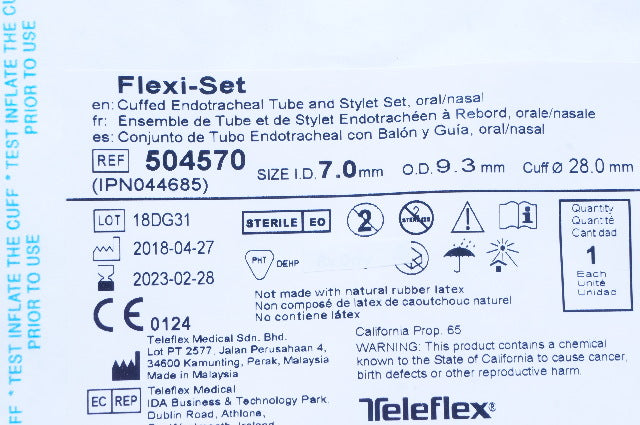 * TEST INFLATE THE CUFF * TEST INFLATE THE CU
PRIOR TO USE PRIOR TO USE
Flexi-Set
en: Cuffed Endotracheal Tube and Stylet Set, oral/nasal
fr: Ensemble de Tube et de Stylet Endotrachéen à Rebord, orale/nasale
es: Conjunto de Tubo Endotracheal con Balón y Guía, oral/nasal
REF 504570 SIZE I.D. 7.0 mm O.D. 9.3 mm Cuff Ø 28.0 mm
(IPN044685)
LOT 18DG31
STERILE EO 2
2018-04-27
PHT DEHP Rx Only
2023-02-28
Quantity
Quantité
Cantidad
1
Each
Unité
Unidad
Not made with natural rubber latex
Non composé de latex de caoutchouc naturel
No contiene látex
CE 0124
Teleflex Medical Sdn. Bhd.
Lot PT 2577, Jalan Perusahaan 4,
34600 Kamunting, Perak, Malaysia
Made in Malaysia
California Prop. 65
WARNING: This product contains a chemical
known to the State of California to cause cancer,
birth defects or other reproductive harm.
EC REP
Teleflex Medical
IDA Business & Technology Park.
Dublin Road, Athlone,
Teleflex®